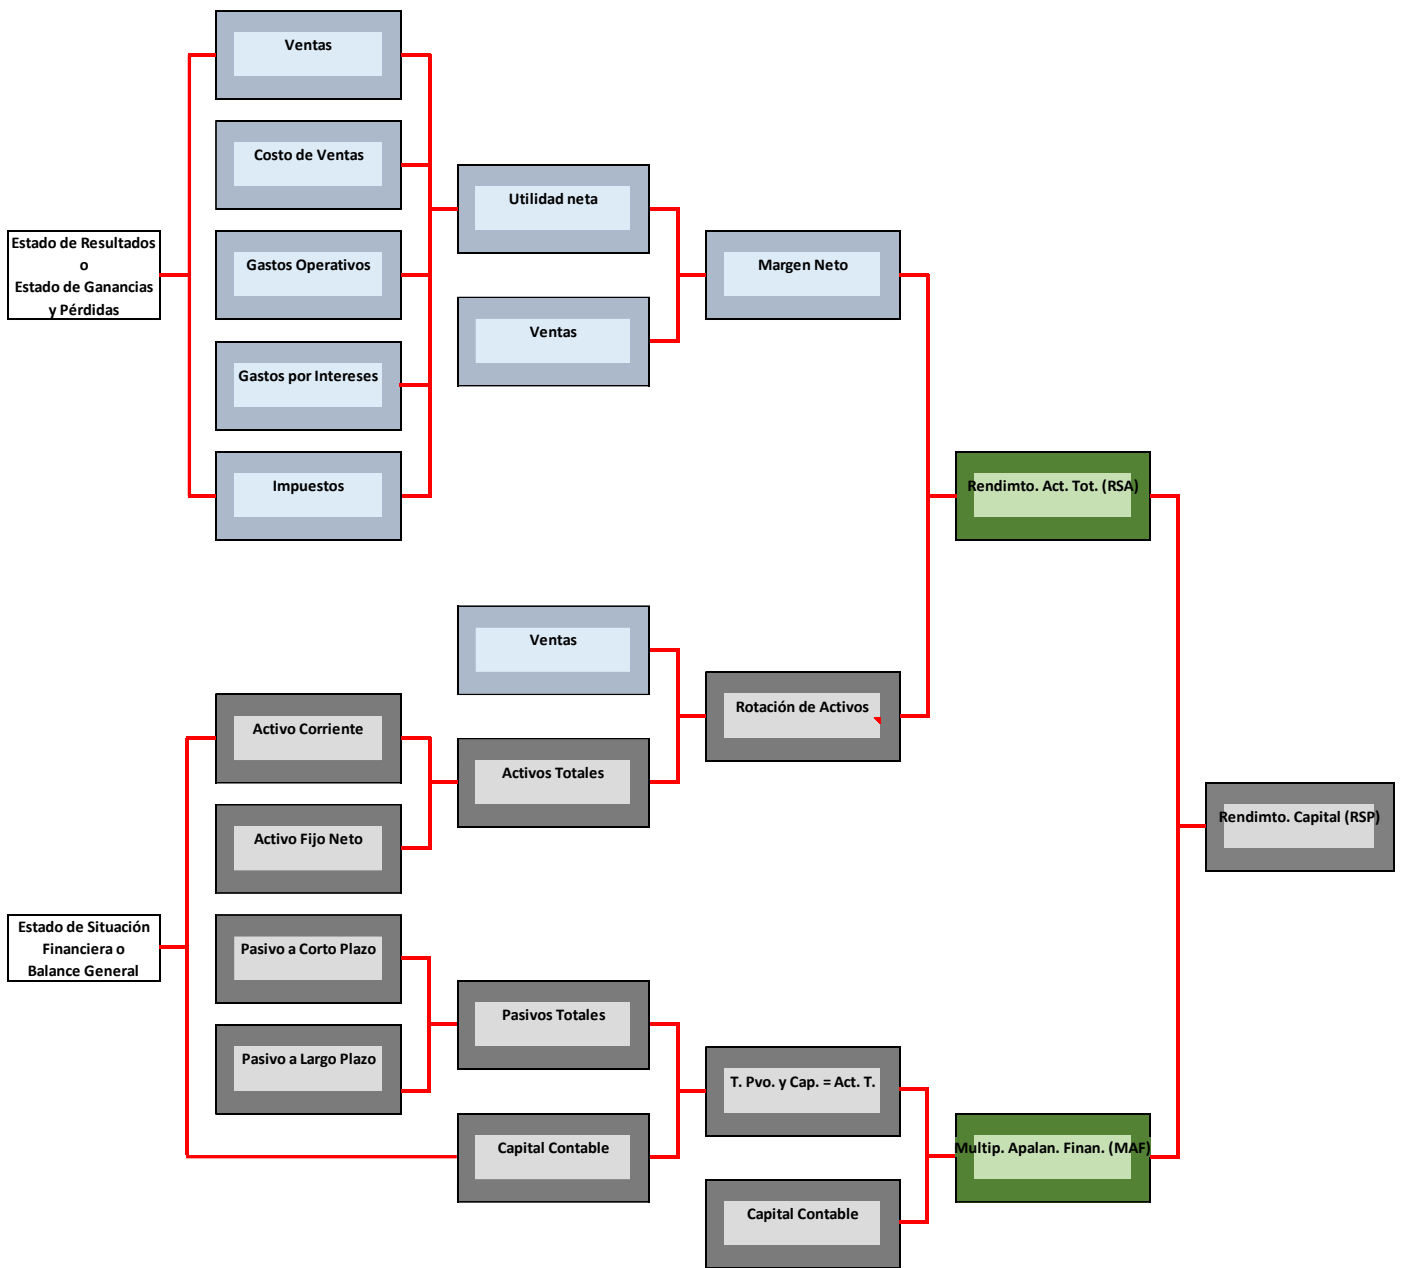 Ventas
Costo de Ventas
Utilidad neta
Estado de Resultados
o
Estado de Ganancias
y Pérdidas
Gastos Operativos
Margen Neto
Ventas
Gastos por Intereses
Impuestos
Rendimto. Act. Tot. (RSA)
Ventas
Activo Corriente
Rotación de Activos
Activos Totales
Activo Fijo Neto
Rendimto. Capital (RSP)
Estado de Situación
Financiera o
Balance General
Pasivo a Corto Plazo
Pasivos Totales
Pasivo a Largo Plazo
T. Pvo. y Cap. = Act. T.
Capital Contable
Multip. Apalan. Finan. (MAF)
Capital Contable